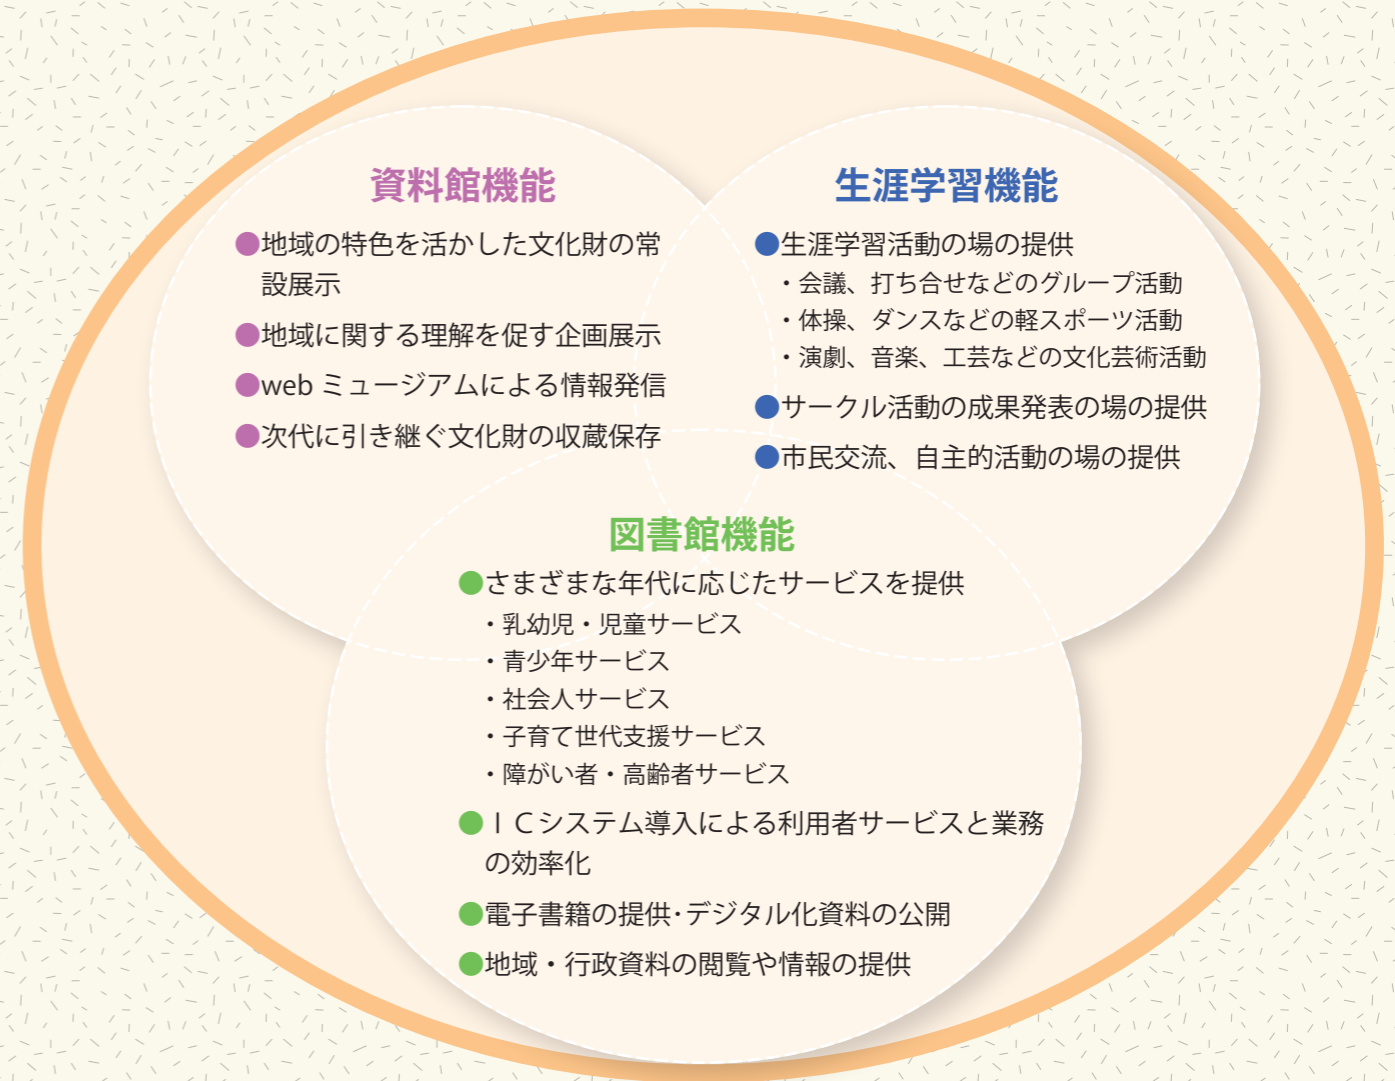 資料館機能
●地域の特色を活かした文化財の常
設展示
●地域に関する理解を促す企画展示
●web ミュージアムによる情報発信
●次代に引き継ぐ文化財の収蔵保存
生涯学習機能
●生涯学習活動の場の提供
・会議、打ち合せなどのグループ活動
・体操、ダンスなどの軽スポーツ活動
・演劇、音楽、工芸などの文化芸術活動
●サークル活動の成果発表の場の提供
●市民交流、自主的活動の場の提供
図書館機能
●さまざまな年代に応じたサービスを提供
・乳幼児・児童サービス
・青少年サービス
・社会人サービス
・子育て世代支援サービス
・障がい者・高齢者サービス
●ＩＣシステム導入による利用者サービスと業務
の効率化
●電子書籍の提供･デジタル化資料の公開
●地域・行政資料の閲覧や情報の提供